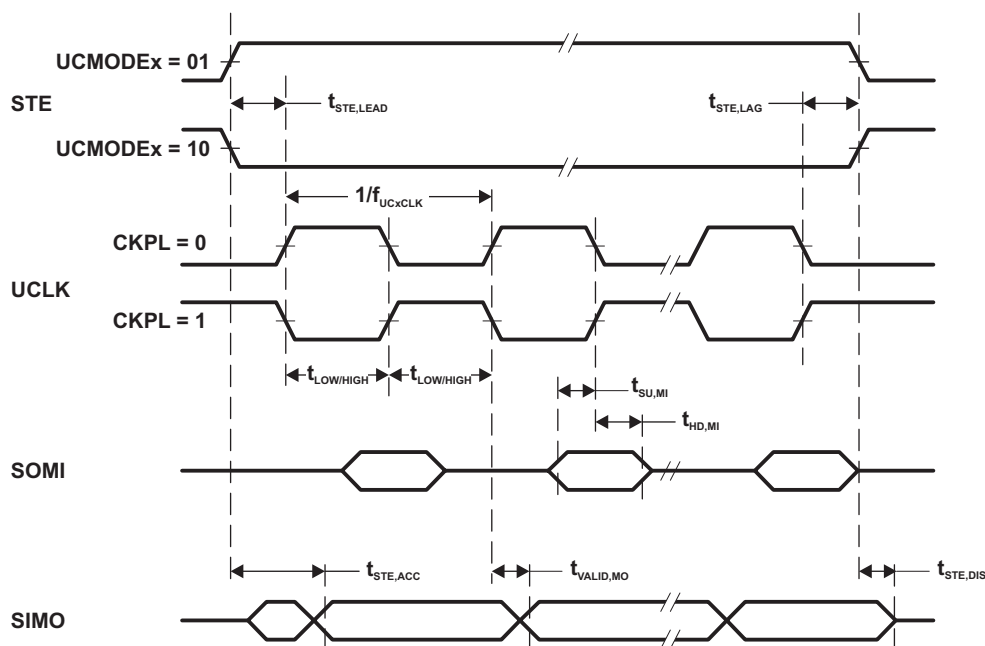 UCMODEx = 01
STE
t_STE,LEAD
t_STE,LAG
UCMODEx = 10
1/f_UCxCLK
CKPL = 0
UCLK
CKPL = 1
t_LOW/HIGH t_LOW/HIGH
t_SU,MI
t_HD,MI
SOMI
t_STE,ACC
t_VALID,MO
t_STE,DIS
SIMO